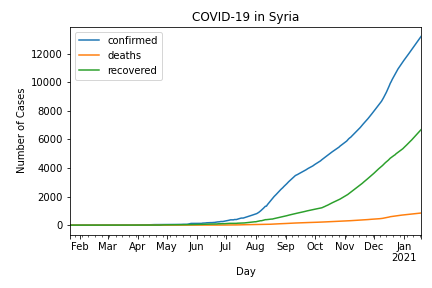 COVID-19 in Syria
confirmed
deaths
recovered
Number of Cases
12000
10000
8000
6000
4000
2000
0
Feb Mar Apr May Jun Jul Aug Sep Oct Nov Dec Jan
2021
Day